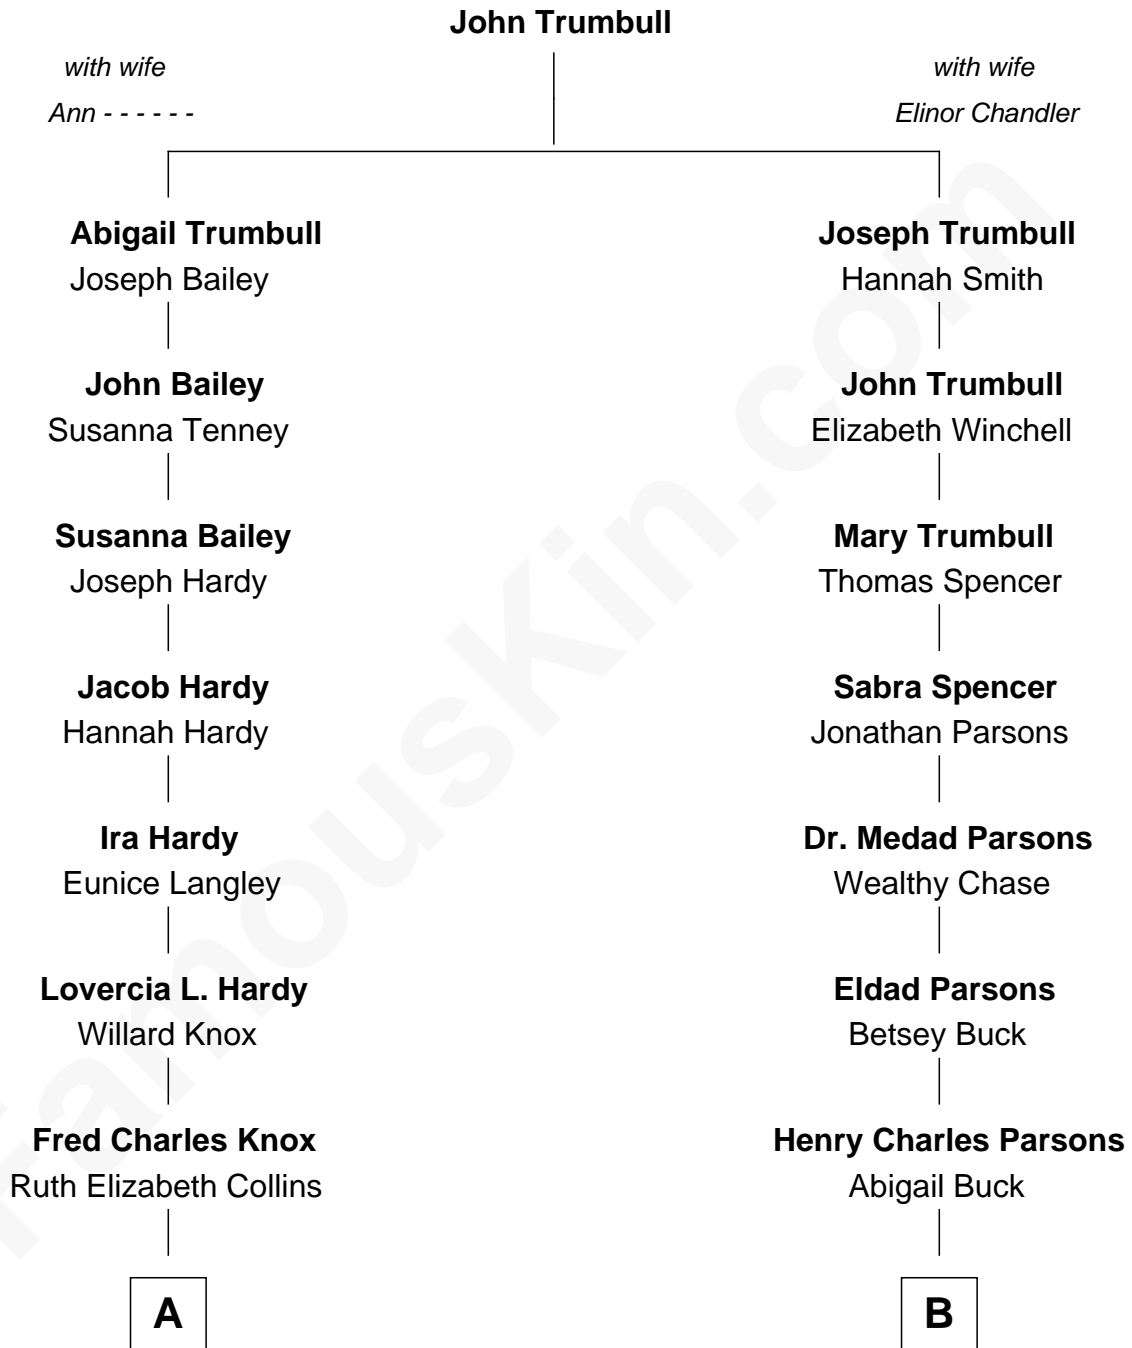 John Trumbull
with wife
Ann - - - - - -
with wife
Elinor Chandler
Abigail Trumbull
Joseph Bailey
Joseph Trumbull
Hannah Smith
John Bailey
Susanna Tenney
John Trumbull
Elizabeth Winchell
Susanna Bailey
Joseph Hardy
Mary Trumbull
Thomas Spencer
Jacob Hardy
Hannah Hardy
Sabra Spencer
Jonathan Parsons
Ira Hardy
Eunice Langley
Dr. Medad Parsons
Wealthy Chase
Lovercia L. Hardy
Willard Knox
Eldad Parsons
Betsey Buck
Fred Charles Knox
Ruth Elizabeth Collins
Henry Charles Parsons
Abigail Buck
A
B
FamousKin.com